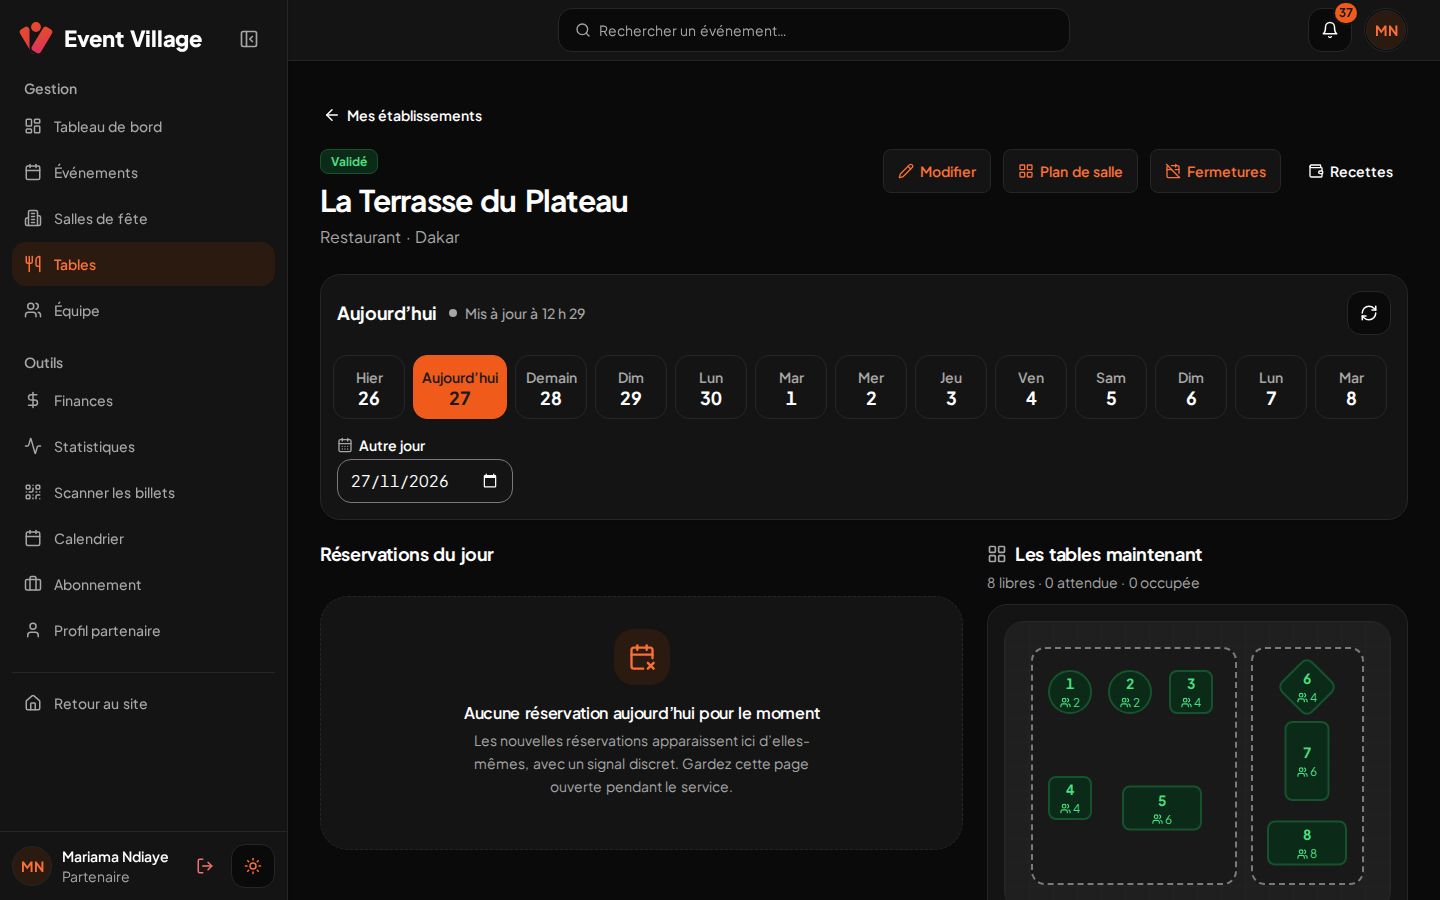 Event Village
Gestion
Tableau de bord
Événements
Salles de fête
Tables
Équipe
Outils
Finances
Statistiques
Scanner les billets
Calendrier
Abonnement
Profil partenaire
Retour au site
MN
Mariama Ndiaye
Partenaire
Rechercher un événement…
37
MN
Mes établissements
Validé
La Terrasse du Plateau
Restaurant · Dakar
Modifier
Plan de salle
Fermetures
Recettes
Aujourd’hui
Mis à jour à 12 h 29
Hier 26
Aujourd’hui 27
Demain 28
Dim 29
Lun 30
Mar 1
Mer 2
Jeu 3
Ven 4
Sam 5
Dim 6
Lun 7
Mar 8
Autre jour
27/11/2026
Réservations du jour
Aucune réservation aujourd’hui pour le moment
Les nouvelles réservations apparaissent ici d’elles-
mêmes, avec un signal discret. Gardez cette page
ouverte pendant le service.
Les tables maintenant
8 libres · 0 attendue · 0 occupée
1
2
2
2
3
4
4
4
5
6
6
4
7
6
8
8